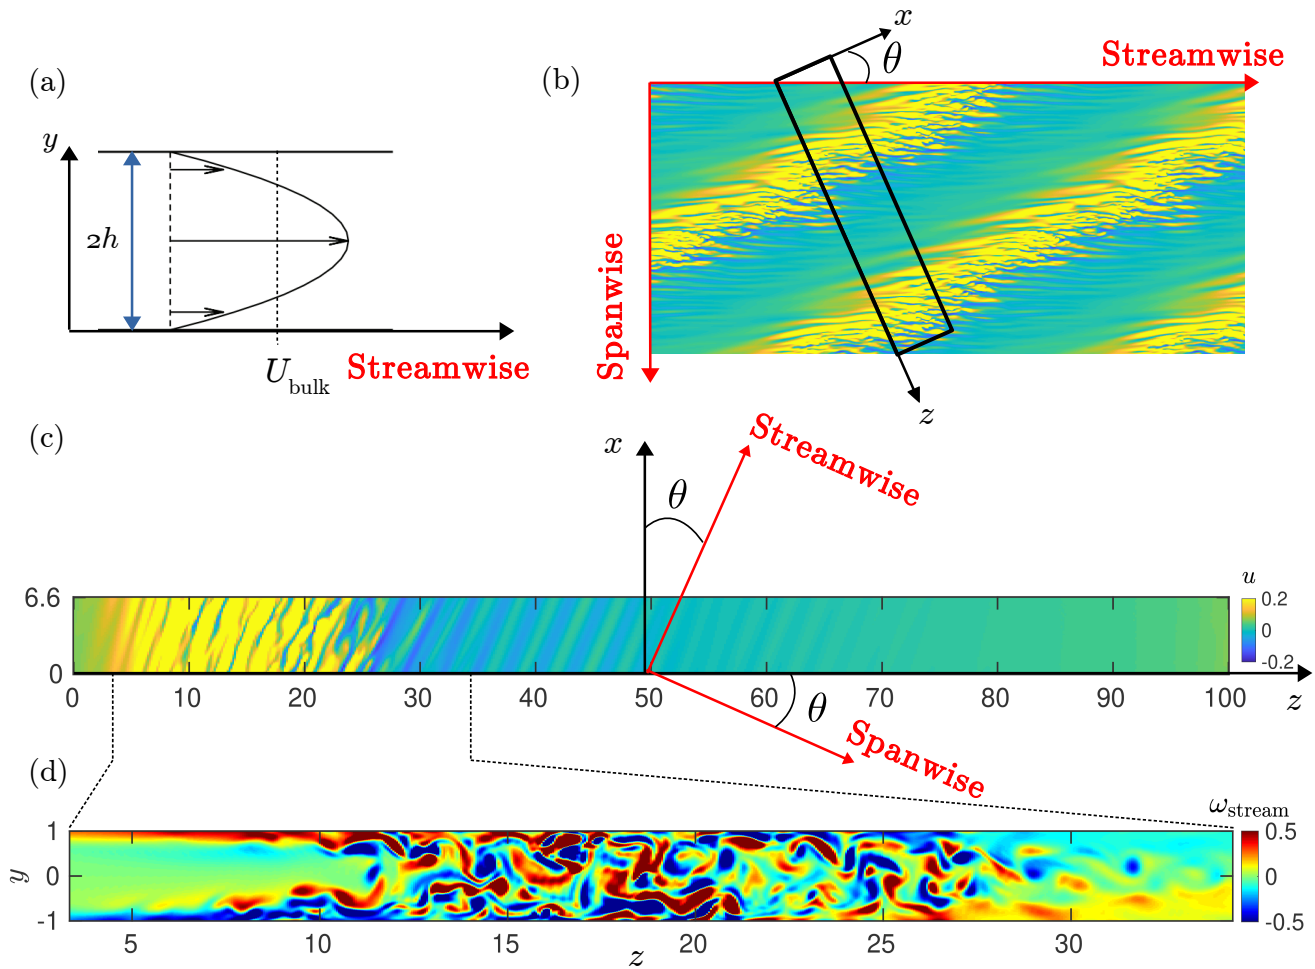 (a)
y
2h
U_bulk
Streamwise
(b)
x
θ
Streamwise
Spanwise
z
(c)
x
θ
Streamwise
6.6
0
0 10 20 30 40 50 60 70 80 90 100
z
u
0.2
0
-0.2
θ
Spanwise
(d)
ω_stream
y
1
0
-1
5 10 15 20 25 30
z
0.5
0
-0.5